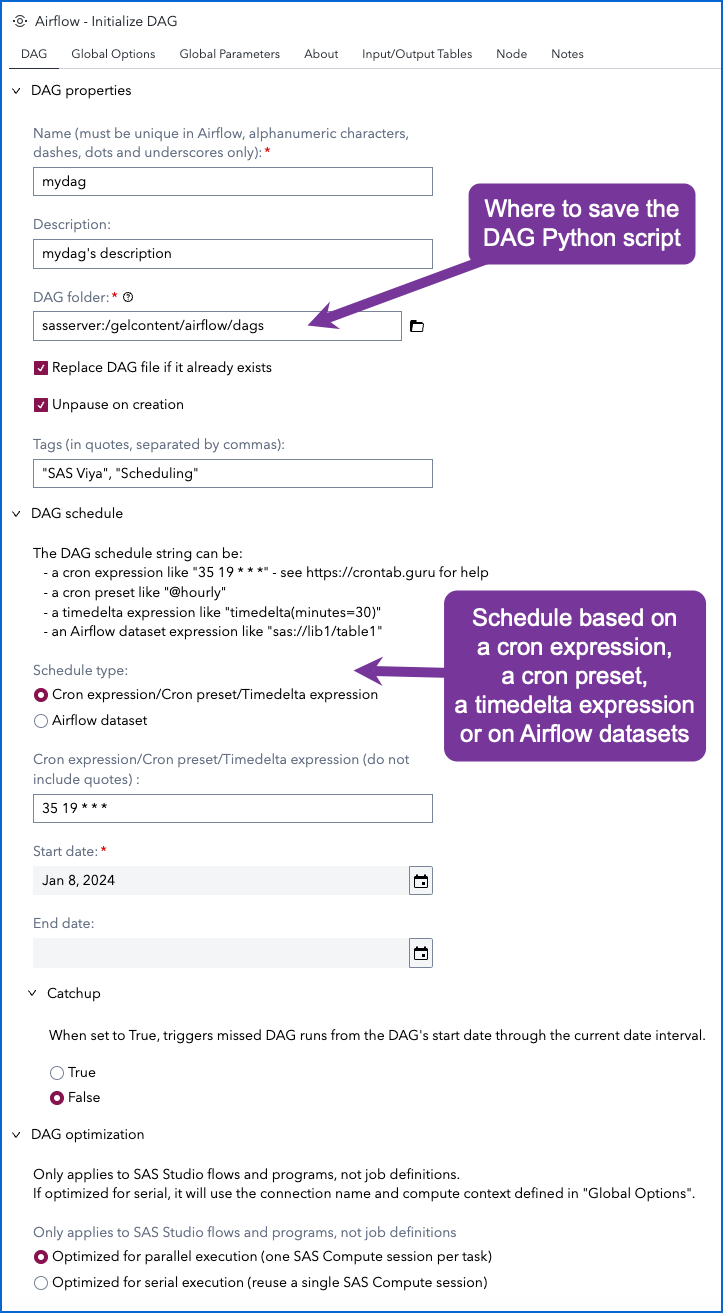 Airflow - Initialize DAG
DAG Global Options Global Parameters About Input/Output Tables Node Notes
DAG properties
Name (must be unique in Airflow, alphanumeric characters,
dashes, dots and underscores only):*
mydag
Where to save the
DAG Python script
Description:
mydag's description
DAG folder:*
sasserver:/gelcontent/airflow/dags
Replace DAG file if it already exists
Unpause on creation
Tags (in quotes, separated by commas):
"SAS Viya", "Scheduling"
DAG schedule
The DAG schedule string can be:
- a cron expression like "35 19 * * *" - see https://crontab.guru for help
- a cron preset like "@hourly"
- a timedelta expression like "timedelta(minutes=30)"
- an Airflow dataset expression like "sas://lib1/table1"
Schedule based on
a cron expression,
a cron preset,
a timedelta expression
or on Airflow datasets
Schedule type:
Cron expression/Cron preset/Timedelta expression
Airflow dataset
Cron expression/Cron preset/Timedelta expression (do not
include quotes) :
35 19 * * *
Start date:*
Jan 8, 2024
End date:
Catchup
When set to True, triggers missed DAG runs from the DAG's start date through the current date interval.
True
False
DAG optimization
Only applies to SAS Studio flows and programs, not job definitions.
If optimized for serial, it will use the connection name and compute context defined in "Global Options".
Only applies to SAS Studio flows and programs, not job definitions
Optimized for parallel execution (one SAS Compute session per task)
Optimized for serial execution (reuse a single SAS Compute session)